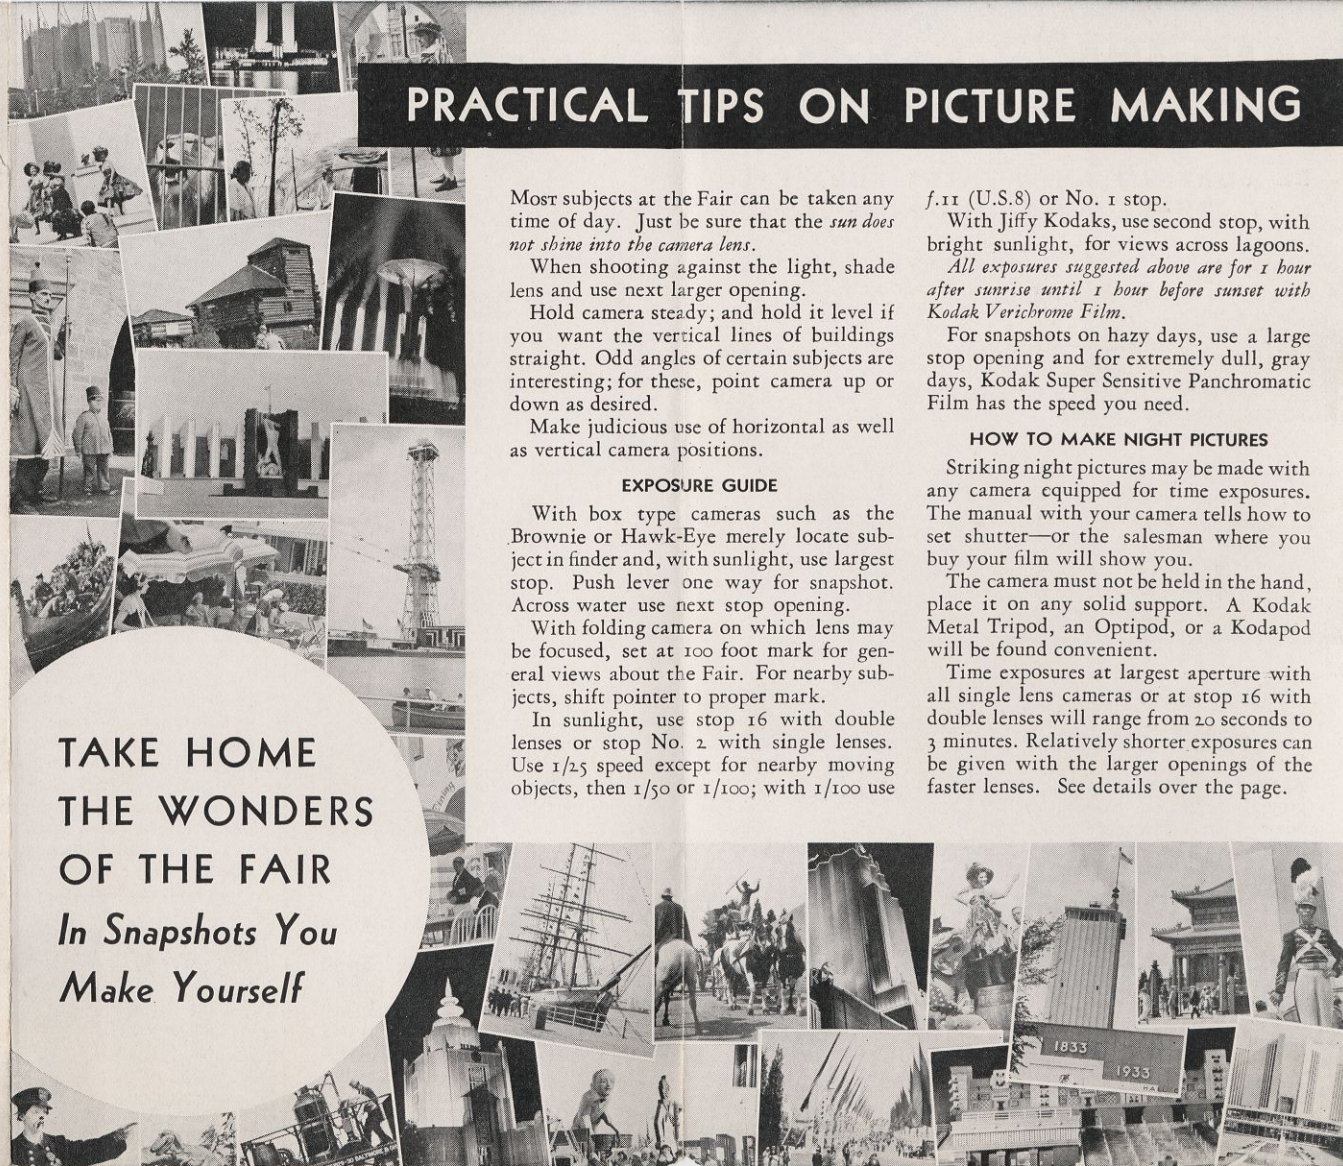 PRACTICAL TIPS ON PICTURE MAKING
Most subjects at the Fair can be taken any
time of day. Just be sure that the sun does
not shine into the camera lens.
When shooting against the light, shade
lens and use next larger opening.
Hold camera steady; and hold it level if
you want the vertical lines of buildings
straight. Odd angles of certain subjects are
interesting; for these, point camera up or
down as desired.
Make judicious use of horizontal as well
as vertical camera positions.
EXPOSURE GUIDE
With box type cameras such as the
Brownie or Hawk-Eye merely locate sub-
ject in finder and, with sunlight, use largest
stop. Push lever one way for snapshot.
Across water use next stop opening.
With folding camera on which lens may
be focused, set at 100 foot mark for gen-
eral views about the Fair. For nearby sub-
jects, shift pointer to proper mark.
In sunlight, use stop 16 with double
lenses or stop No. 2 with single lenses.
Use 1/25 speed except for nearby moving
objects, then 1/50 or 1/100; with 1/100 use
f.11 (U.S.8) or No. 1 stop.
With Jiffy Kodaks, use second stop, with
bright sunlight, for views across lagoons.
All exposures suggested above are for 1 hour
after sunrise until 1 hour before sunset with
Kodak Verichrome Film.
For snapshots on hazy days, use a large
stop opening and for extremely dull, gray
days, Kodak Super Sensitive Panchromatic
Film has the speed you need.
HOW TO MAKE NIGHT PICTURES
Striking night pictures may be made with
any camera equipped for time exposures.
The manual with your camera tells how to
set shutter—or the salesman where you
buy your film will show you.
The camera must not be held in the hand,
place it on any solid support. A Kodak
Metal Tripod, an Optipod, or a Kodapod
will be found convenient.
Time exposures at largest aperture with
all single lens cameras or at stop 16 with
double lenses will range from 20 seconds to
3 minutes. Relatively shorter exposures can
be given with the larger openings of the
faster lenses. See details over the page.
TAKE HOME
THE WONDERS
OF THE FAIR
In Snapshots You
Make Yourself
1833
1933